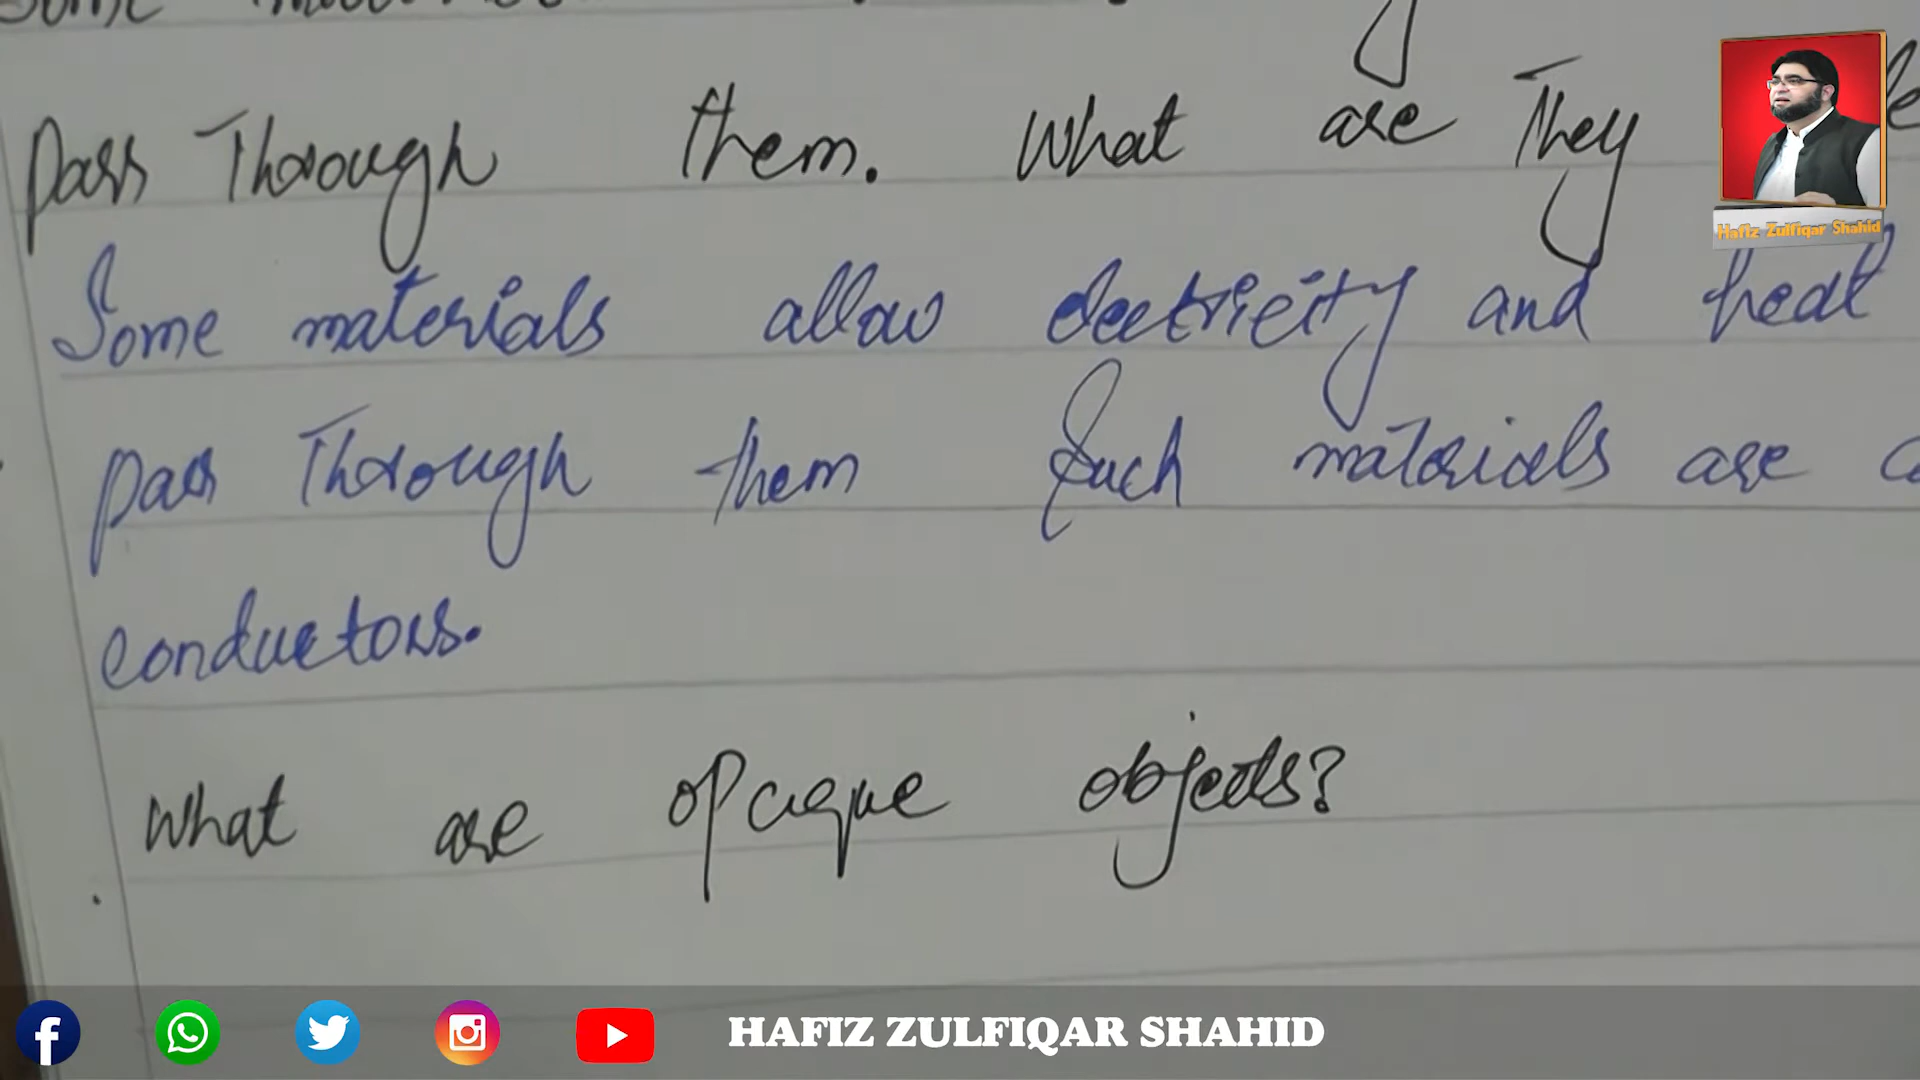 Some
Pass Through them. What are They
Some materials allow electricity and heat
pass Through them Such materials are
conductors.
What are opaque objects?
Hafiz Zulfiqar Shahid
HAFIZ ZULFIQAR SHAHID